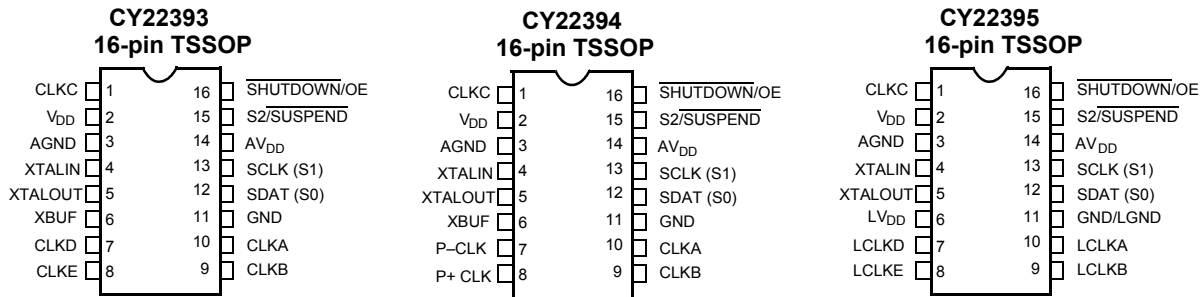 CY22393
16-pin TSSOP
CLKC 1 16 SHUTDOWN/OE
VDD 2 15 S2/SUSPEND
AGND 3 14 AVDD
XTALIN 4 13 SCLK (S1)
XTALOUT 5 12 SDAT (S0)
XBUF 6 11 GND
CLKD 7 10 CLKA
CLKE 8 9 CLKB
CY22394
16-pin TSSOP
CLKC 1 16 SHUTDOWN/OE
VDD 2 15 S2/SUSPEND
AGND 3 14 AVDD
XTALIN 4 13 SCLK (S1)
XTALOUT 5 12 SDAT (S0)
XBUF 6 11 GND
P–CLK 7 10 CLKA
P+ CLK 8 9 CLKB
CY22395
16-pin TSSOP
CLKC 1 16 SHUTDOWN/OE
VDD 2 15 S2/SUSPEND
AGND 3 14 AVDD
XTALIN 4 13 SCLK (S1)
XTALOUT 5 12 SDAT (S0)
LVDD 6 11 GND/LGND
LCLKD 7 10 LCLKA
LCLKE 8 9 LCLKB